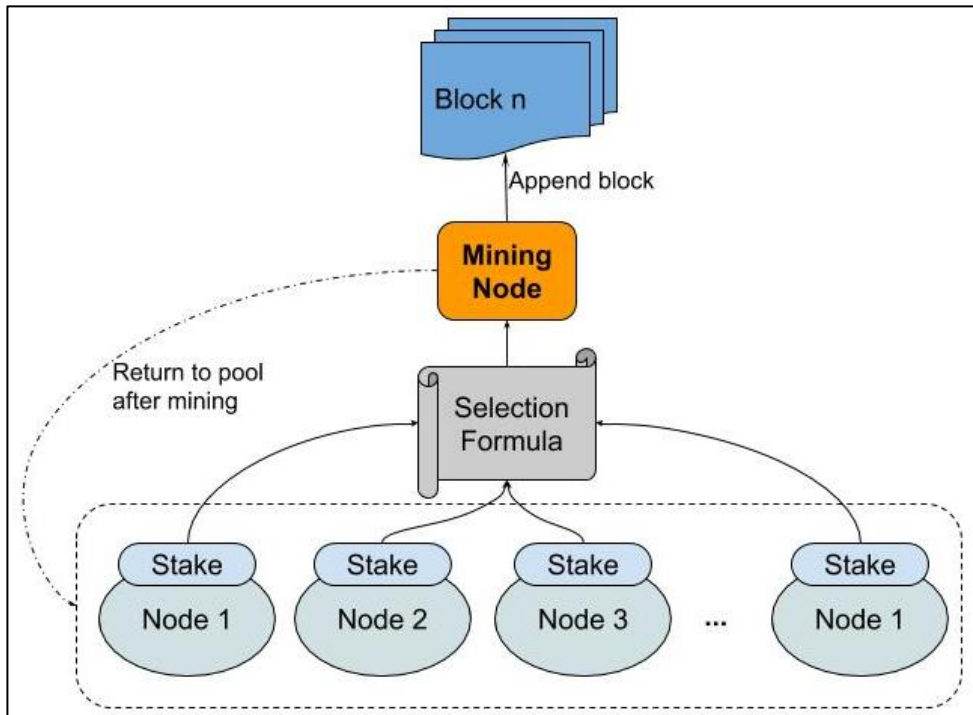 Block n
Append block
Mining
Node
Return to pool
after mining
Selection
Formula
Stake
Stake
Stake
Stake
Node 1
Node 2
Node 3
...
Node 1